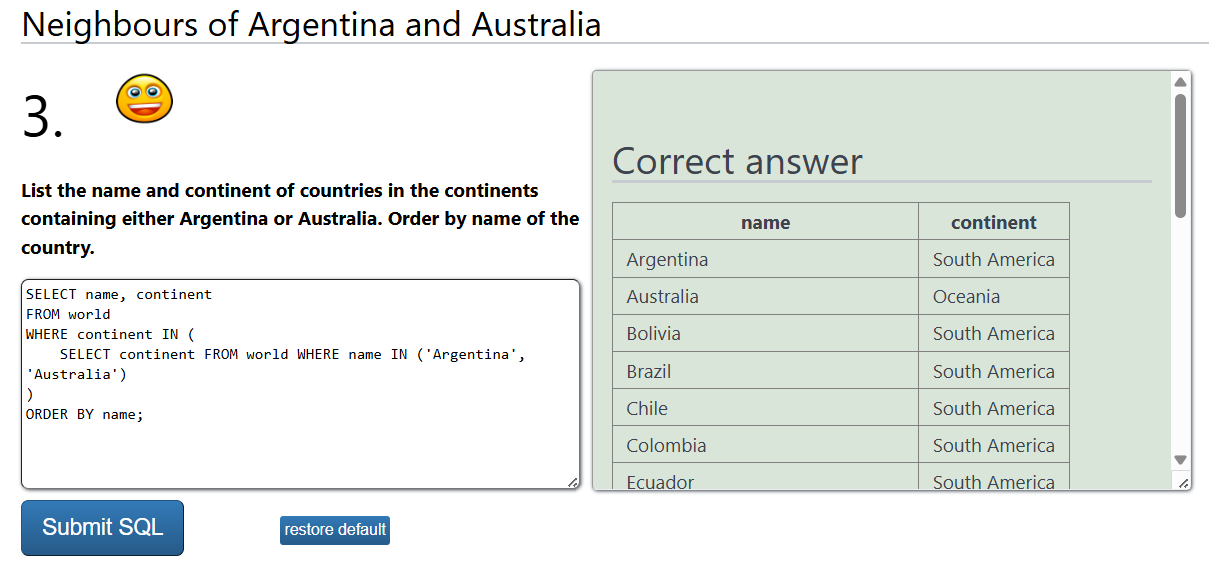 Neighbours of Argentina and Australia
3.
List the name and continent of countries in the continents
containing either Argentina or Australia. Order by name of the
country.
SELECT name, continent
FROM world
WHERE continent IN (
    SELECT continent FROM world WHERE name IN ('Argentina',
'Australia')
)
ORDER BY name;
Submit SQL
restore default
Correct answer
name continent
Argentina South America
Australia Oceania
Bolivia South America
Brazil South America
Chile South America
Colombia South America
Ecuador South America